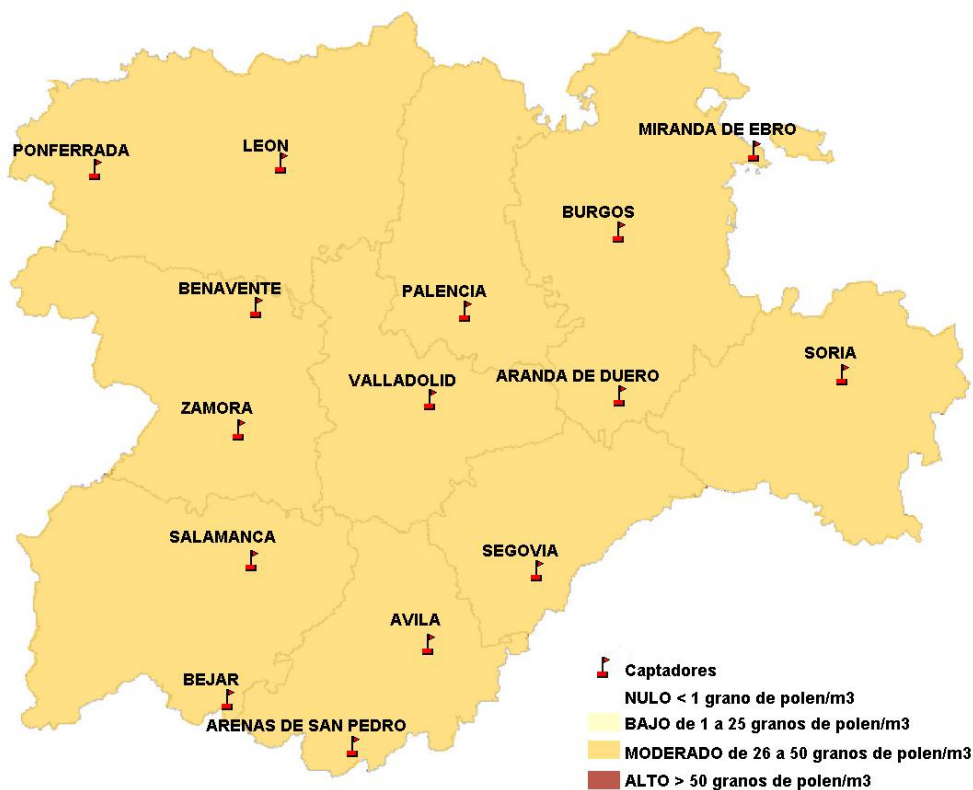 MIRANDA DE EBRO
PONFERRADA
LEON
BURGOS
BENAVENTE
PALENCIA
SORIA
VALLADOLID
ARANDA DE DUERO
ZAMORA
SALAMANCA
SEGOVIA
AVILA
BEJAR
ARENAS DE SAN PEDRO
Captadores
NULO < 1 grano de polen/m3
BAJO de 1 a 25 granos de polen/m3
MODERADO de 26 a 50 granos de polen/m3
ALTO > 50 granos de polen/m3